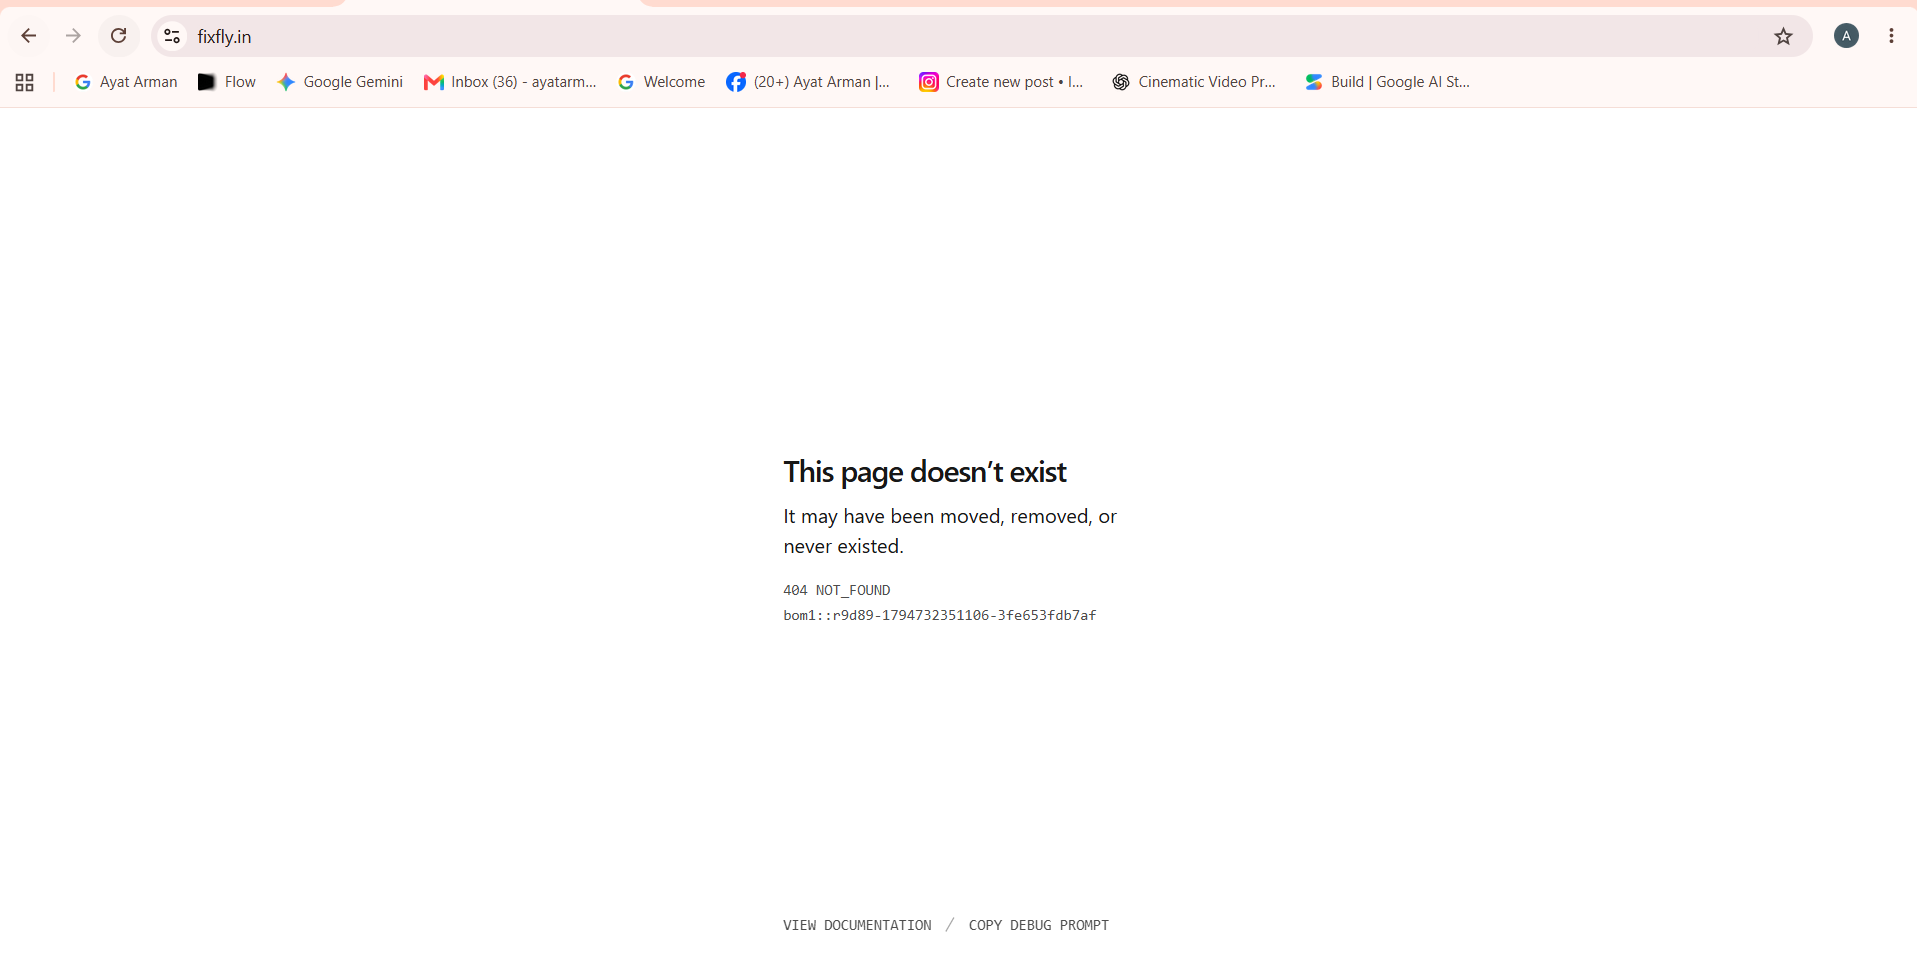 fixfly.in
A
Ayat Arman
Flow
Google Gemini
Inbox (36) - ayatarm...
Welcome
(20+) Ayat Arman |...
Create new post • I...
Cinematic Video Pr...
Build | Google AI St...
This page doesn’t exist
It may have been moved, removed, or
never existed.
404 NOT_FOUND
bom1::r9d89-1794732351106-3fe653fdb7af
VIEW DOCUMENTATION / COPY DEBUG PROMPT